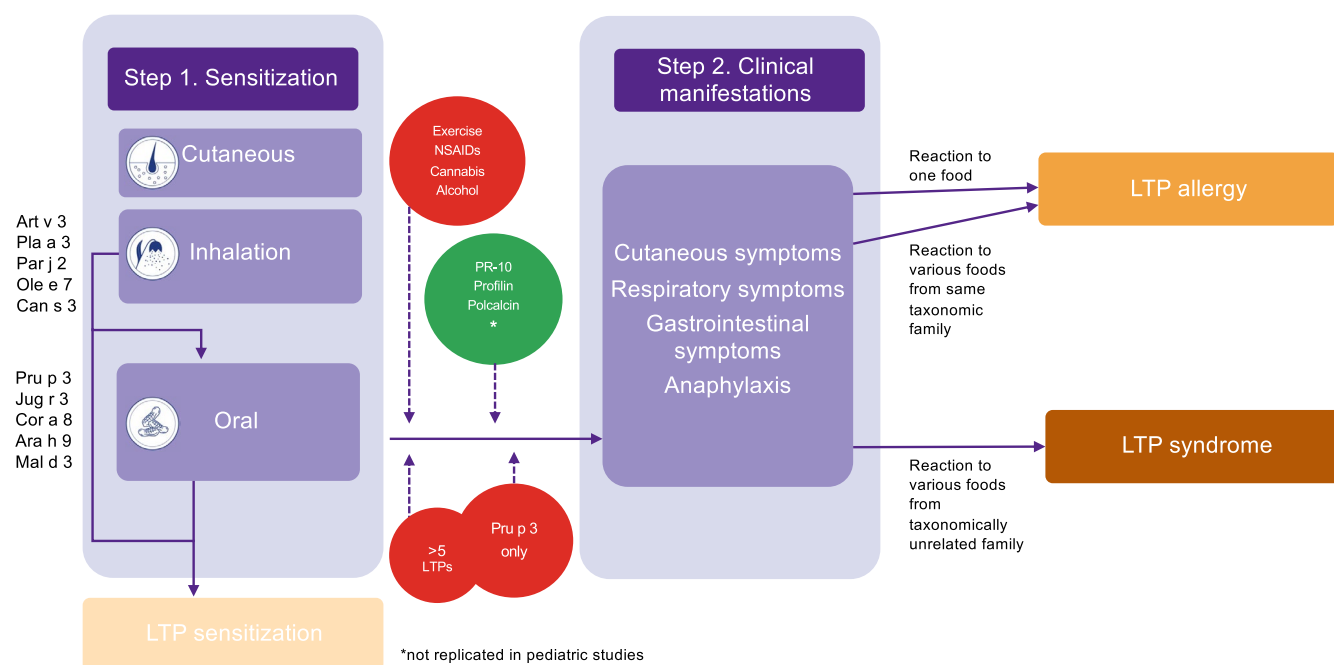 Step 1. Sensitization
Cutaneous
Inhalation
Art v 3
Pla a 3
Par j 2
Ole e 7
Can s 3
Pru p 3
Jug r 3
Cor a 8
Ara h 9
Mal d 3
Oral
LTP sensitization
Exercise
NSAIDs
Cannabis
Alcohol
PR-10
Profilin
Polcalcin
*
>5
LTPs
Pru p 3
only
*not replicated in pediatric studies
Step 2. Clinical
manifestations
Cutaneous symptoms
Respiratory symptoms
Gastrointestinal
symptoms
Anaphylaxis
Reaction to
one food
Reaction to
various foods
from same
taxonomic
family
Reaction to
various foods
from
taxonomically
unrelated family
LTP allergy
LTP syndrome